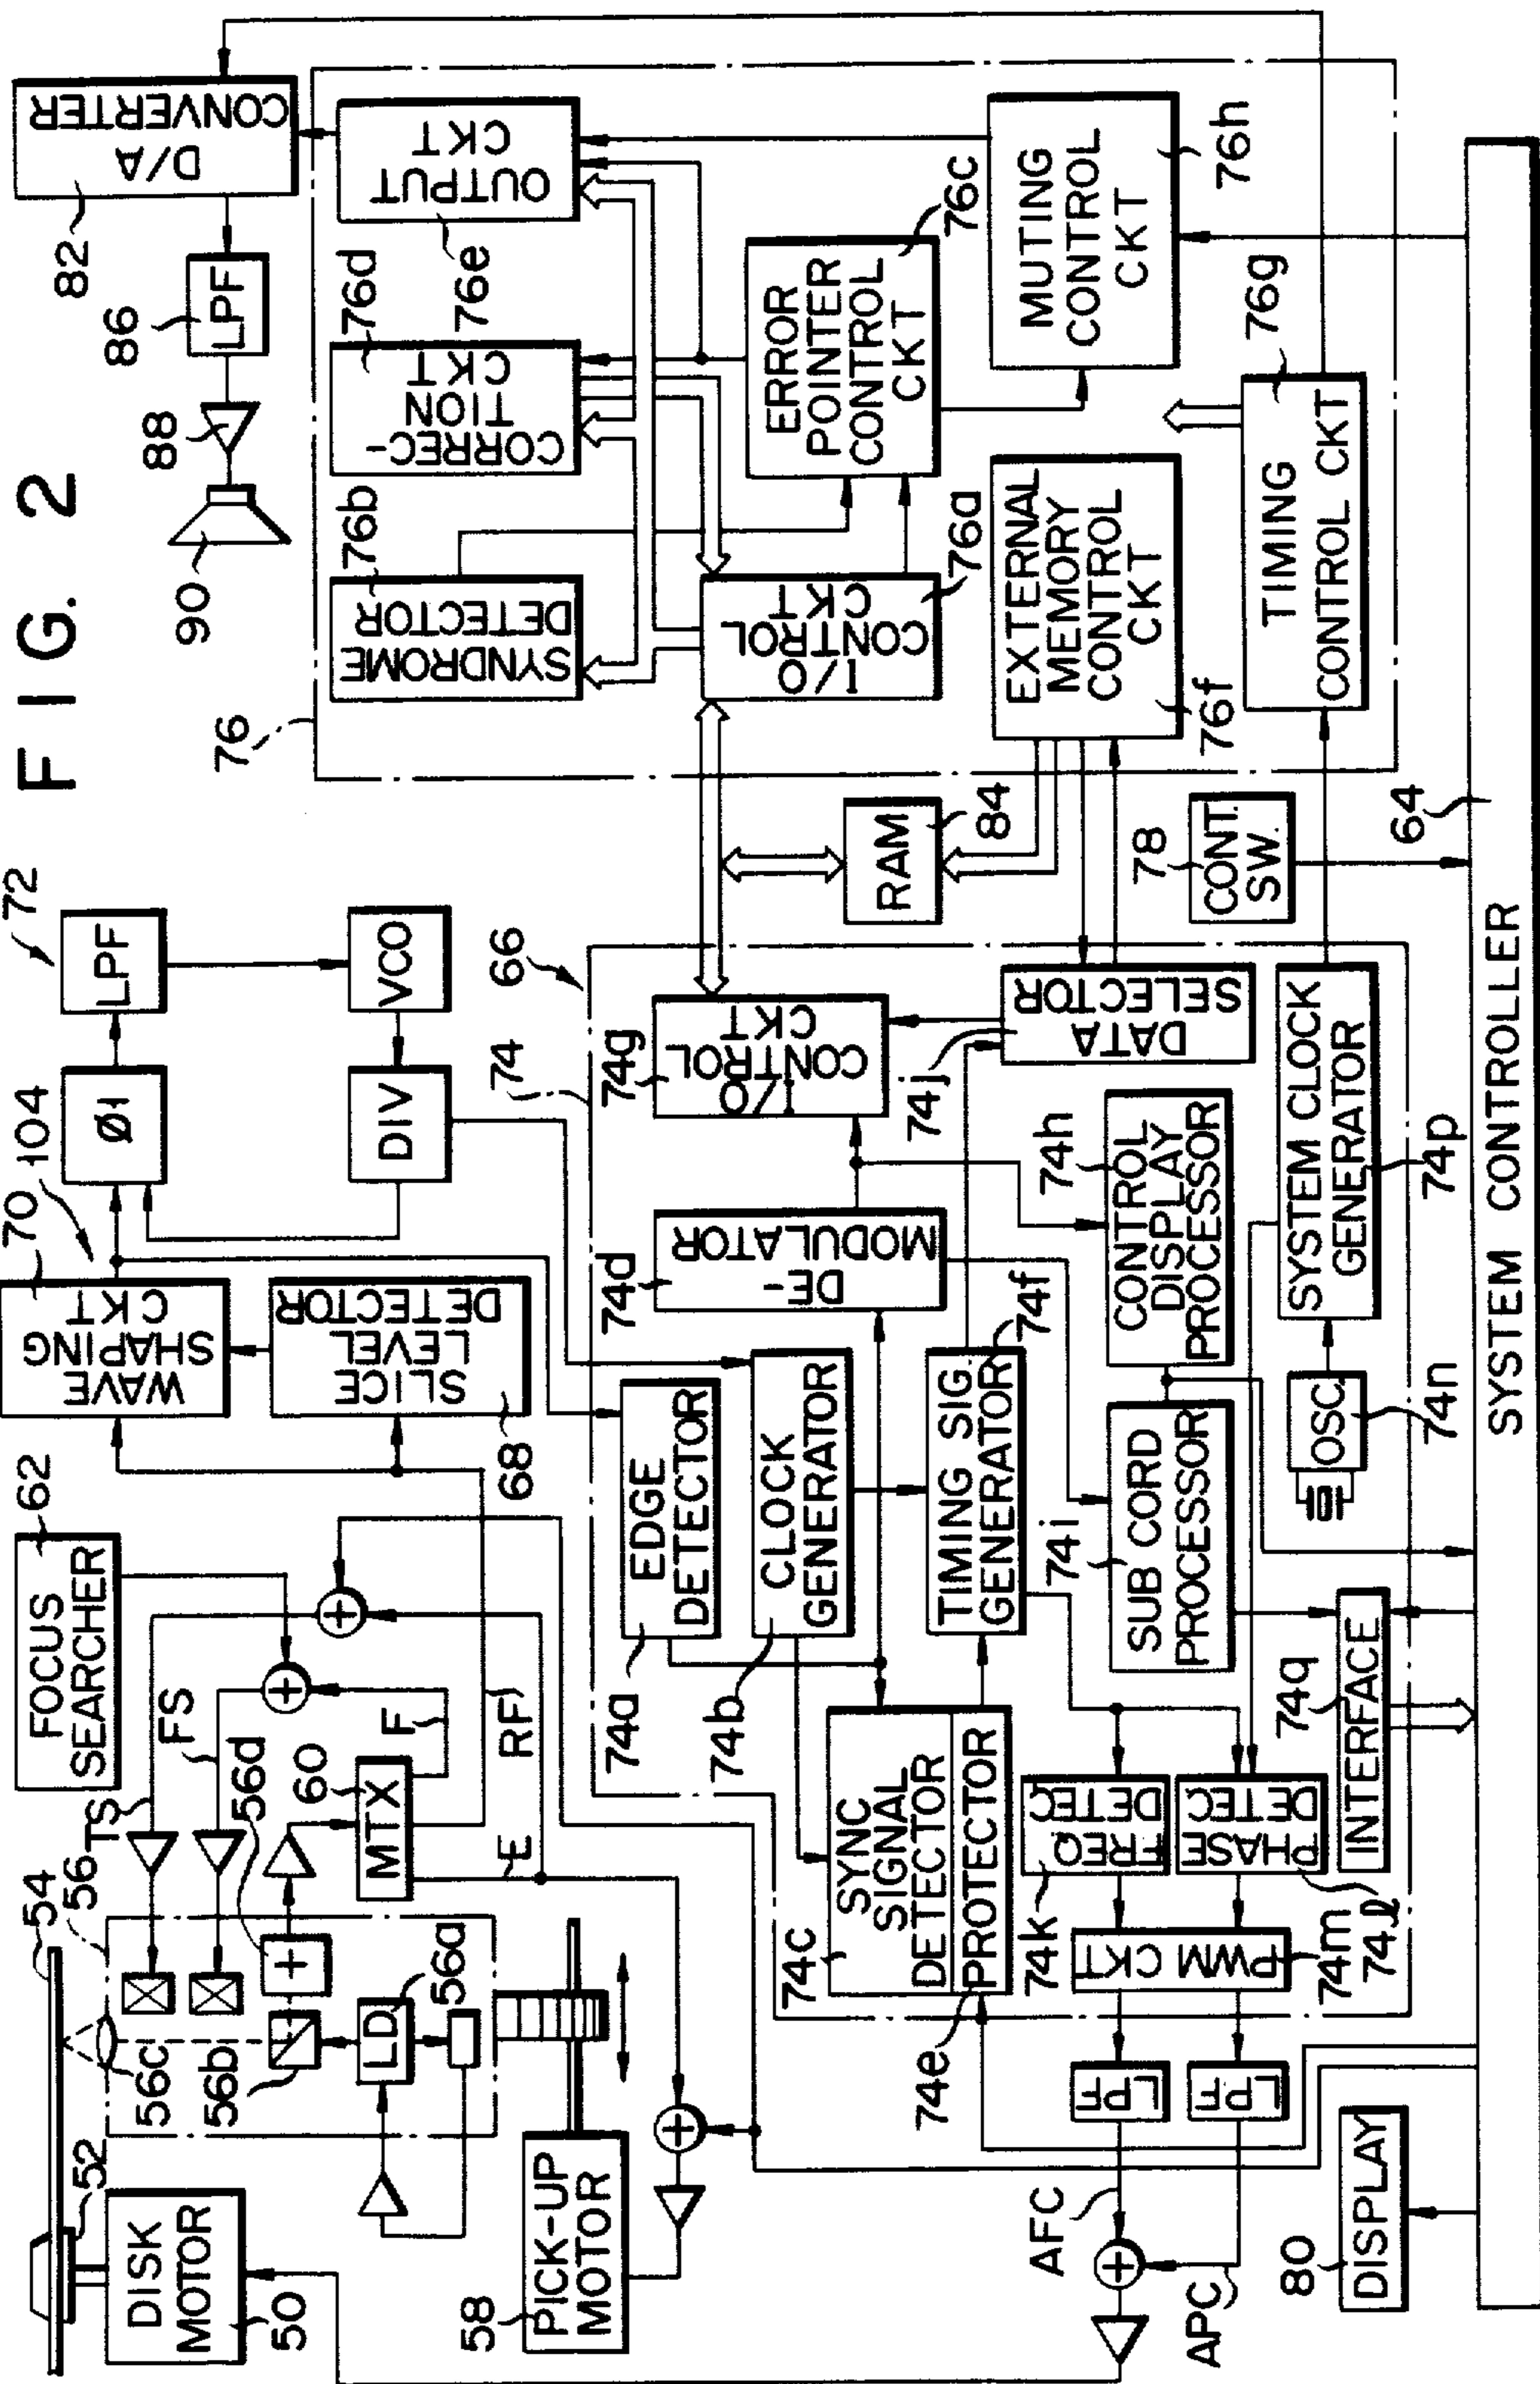 FIG. 2
54
52
DISK
MOTOR
50
56
TS
FS
56d
56c
56b
LD
56a
58
PICK-UP
MOTOR
FOCUS
SEARCHER
62
60
MTX
F
RF
E
70
WAVE
SHAPING
CKT
SLICE
LEVEL
DETECTOR
68
104
Ø1
LPF
72
VCO
DIV
66
74
EDGE
DETECTOR
74a
CLOCK
GENERATOR
74b
SYNC
SIGNAL
DETECTOR
74c
PROTECTOR
74e
DE-
MODULATOR
74d
TIMING SIG
GENERATOR
74f
I/O
CONTROL
CKT
74g
CONTROL
DISPLAY
PROCESSOR
74h
SUB CORD
PROCESSOR
74i
DATA
SELECTOR
74j
FREQ
DETEC
74k
PHASE
DETEC
74l
PWM CKT
74m
OSC
74n
SYSTEM CLOCK
GENERATOR
74p
INTERFACE
74q
LPF
LPF
AFC
APC
80
DISPLAY
SYSTEM CONTROLLER
64
78
CONT.
SW.
RAM
84
76
SYNDROME
DETECTOR
76b
CORREC-
TION
CKT
76d
OUTPUT
CKT
76e
I/O
CONTROL
CKT
76a
ERROR
POINTER
CONTROL
CKT
76c
EXTERNAL
MEMORY
CONTROL
CKT
76f
MUTING
CONTROL
CKT
76h
TIMING
CONTROL CKT
76g
D/A
CONVERTER
82
LPF
86
88
90